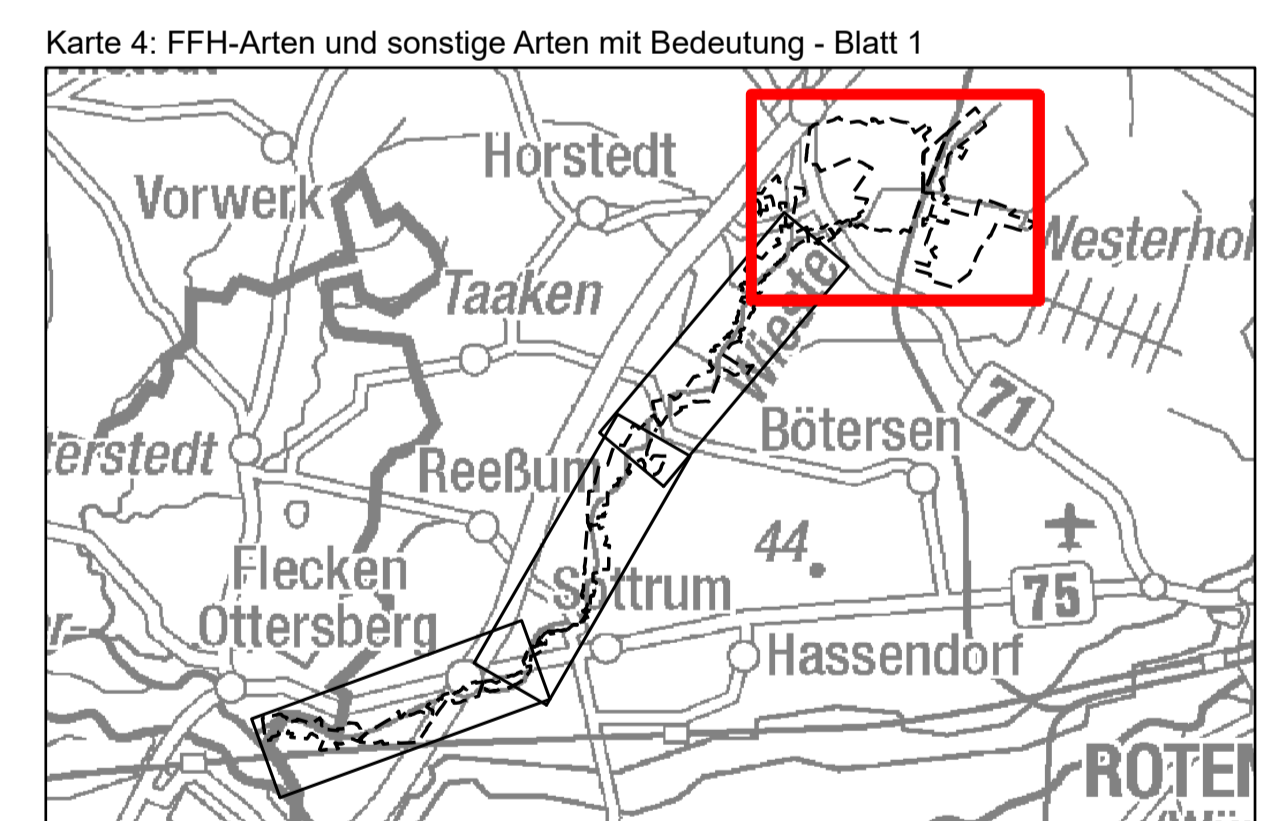 Karte 4: FFH-Arten und sonstige Arten mit Bedeutung - Blatt 1
Horstedt
Vorwerk
Westerhol
Taaken
Wieste
71
Bötersen
terstedt
Reeßum
44
Flecken
Ottersberg
Sottrum
75
er-
Hassendorf
ROTEN